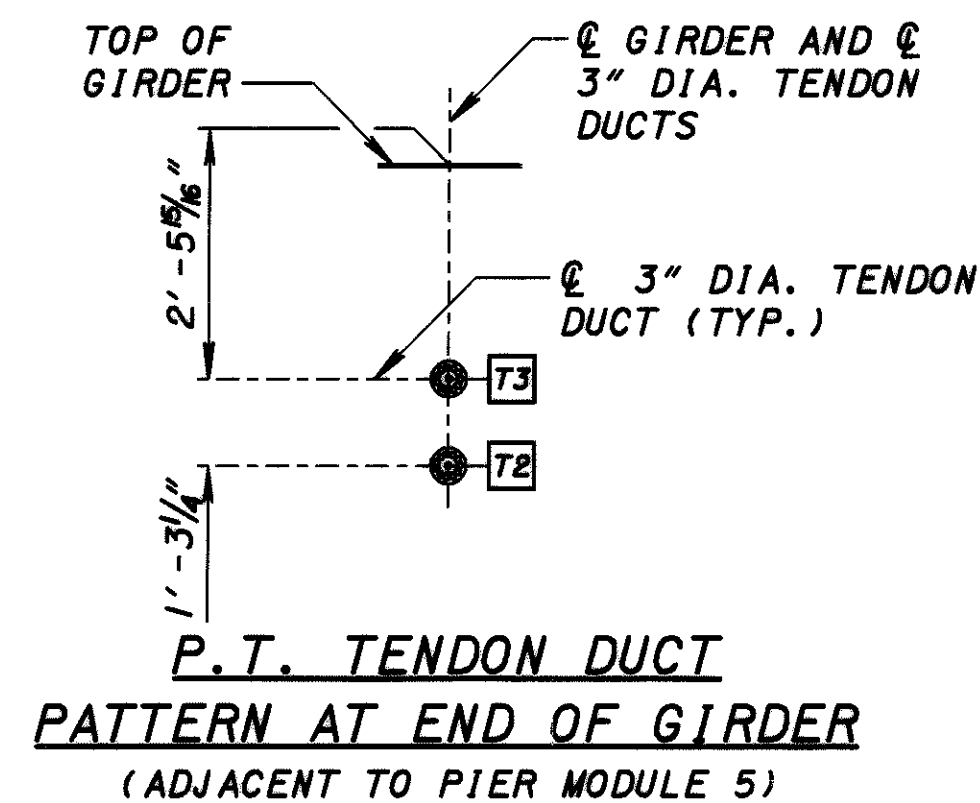 TOP OF
GIRDER
℄ GIRDER AND ℄
3" DIA. TENDON
DUCTS
2'-5 15/16"
℄ 3" DIA. TENDON
DUCT (TYP.)
T3
T2
1'-3 1/4"
P.T. TENDON DUCT
PATTERN AT END OF GIRDER
(ADJACENT TO PIER MODULE 5)